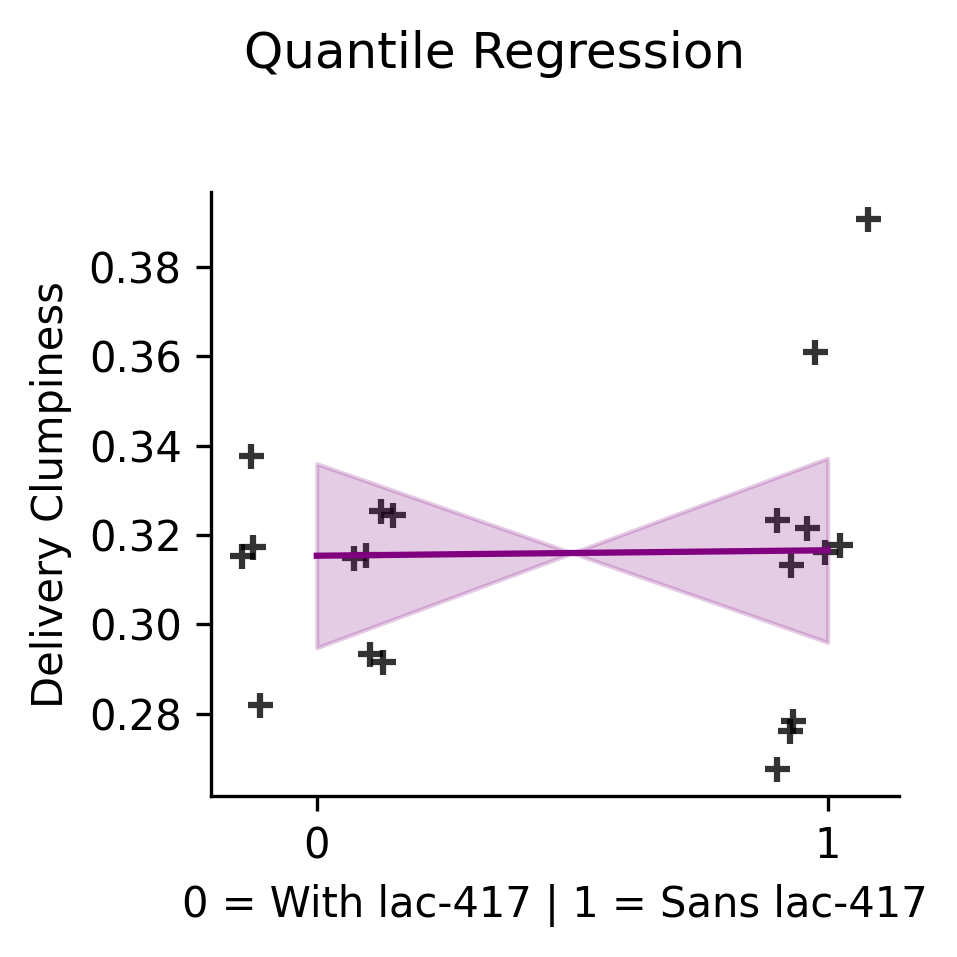 Quantile Regression
Delivery Clumpiness
0.38
0.36
0.34
0.32
0.30
0.28
0 1
0 = With lac-417 | 1 = Sans lac-417